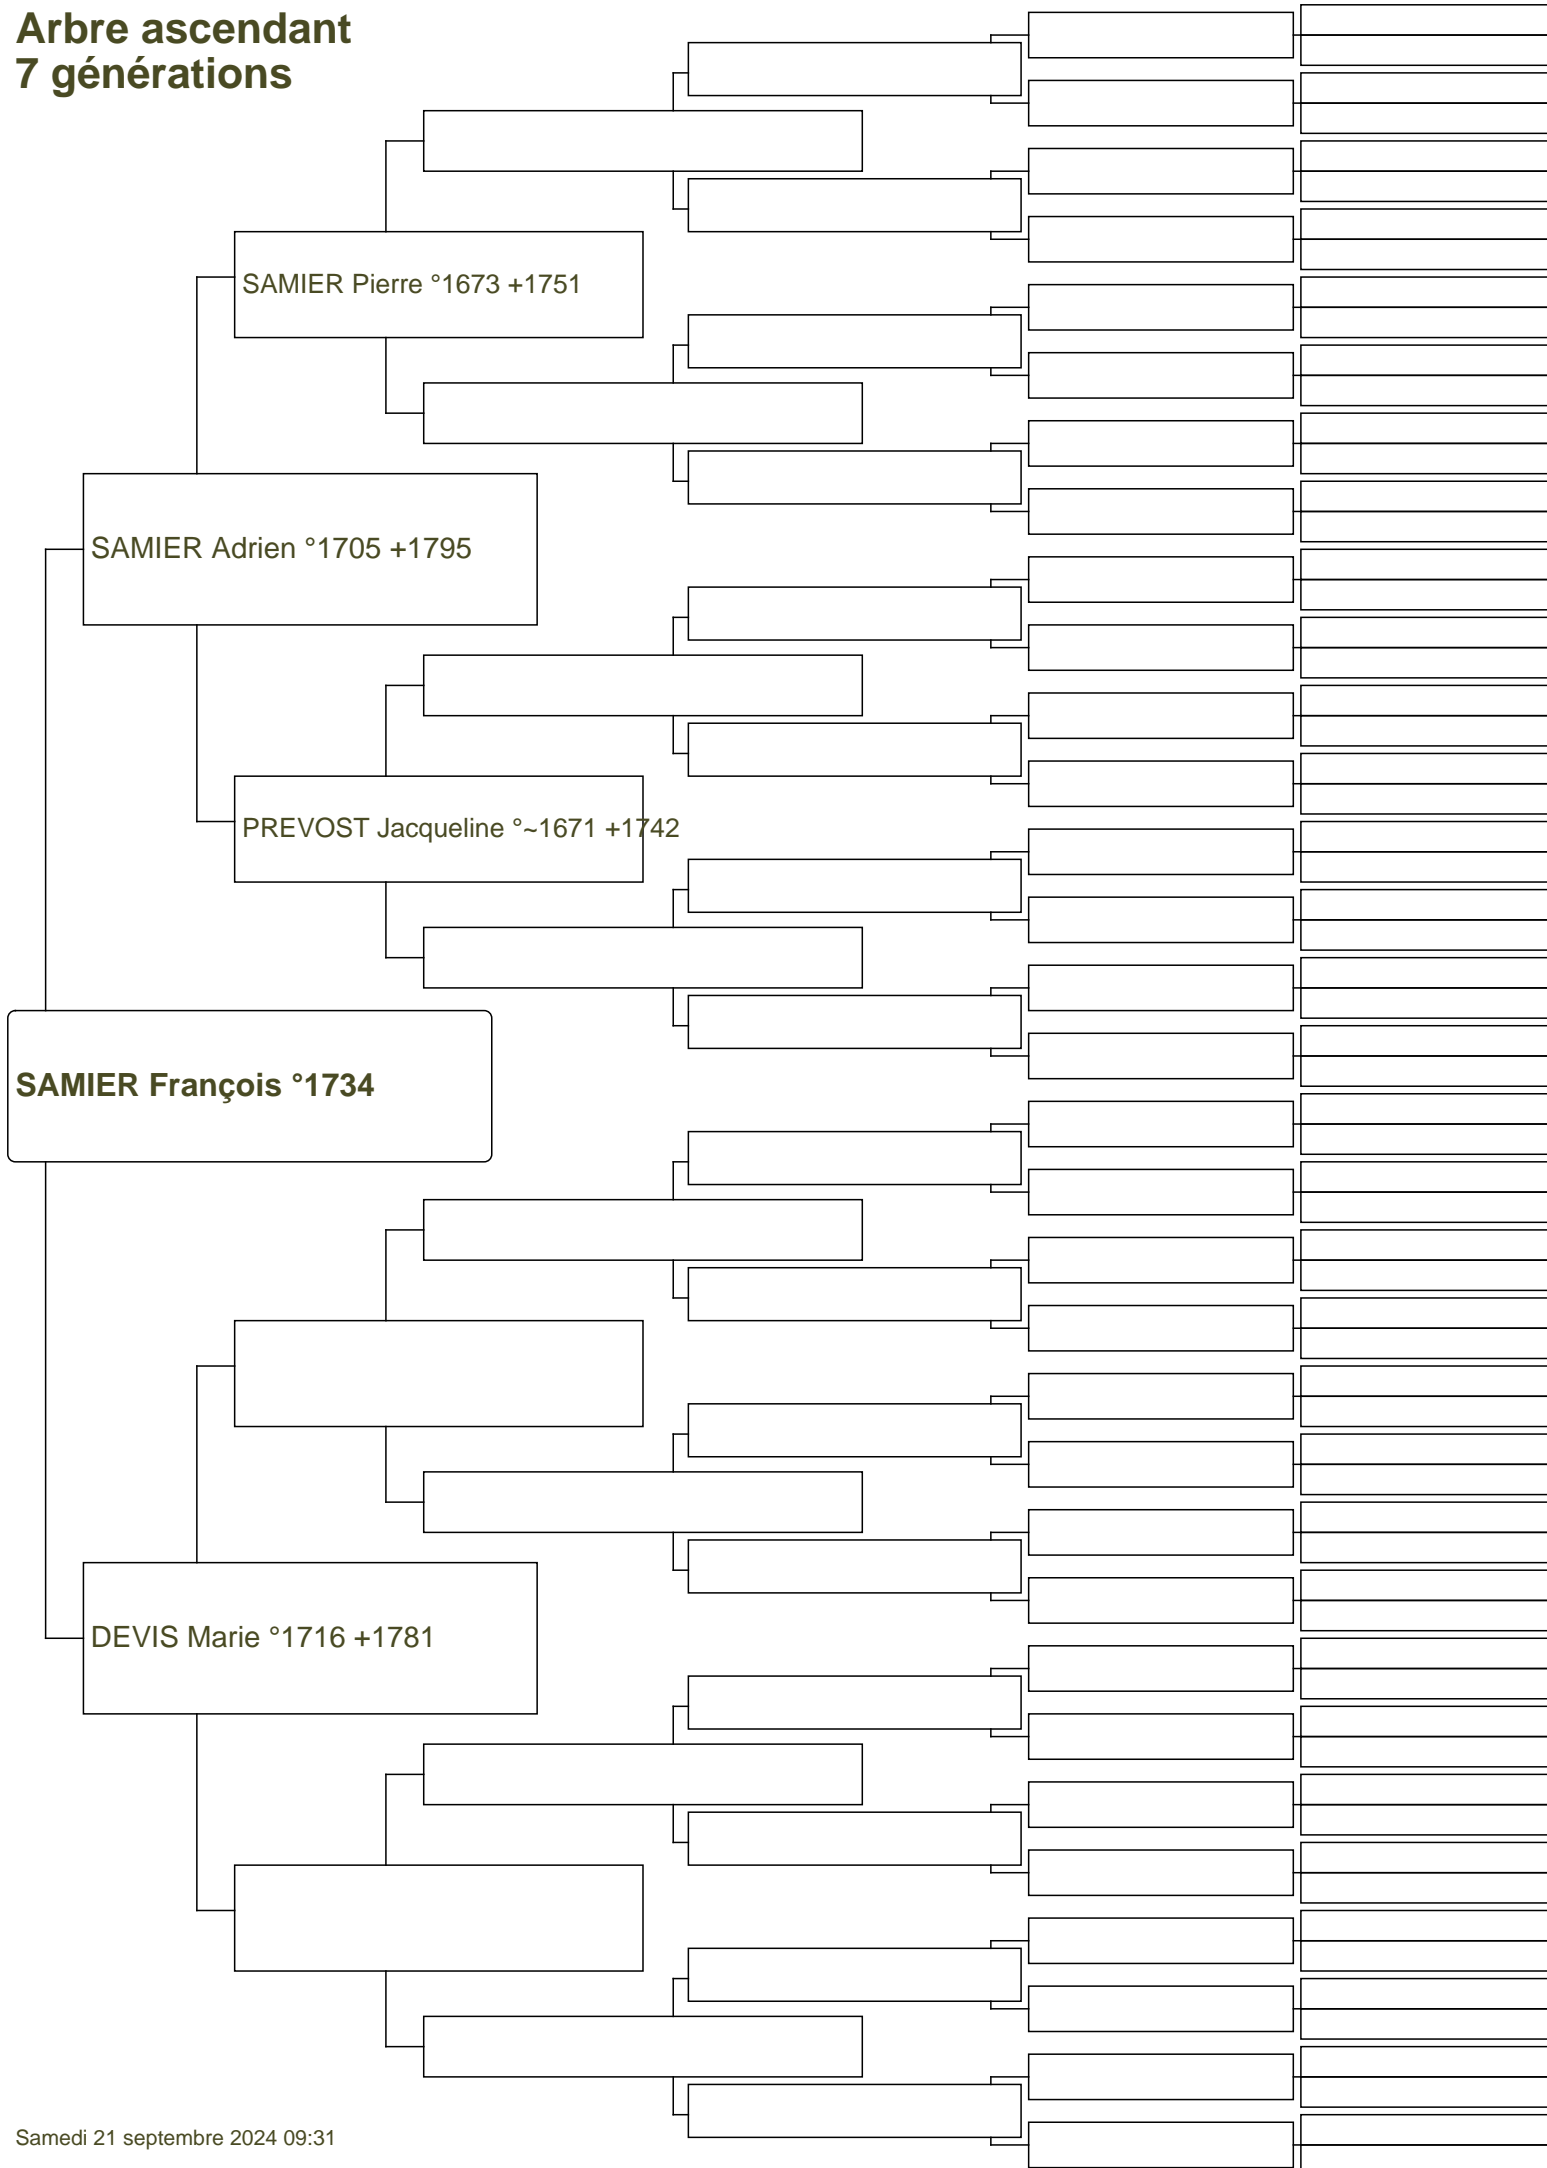 Arbre ascendant
7 générations
SAMIER Pierre °1673 +1751
SAMIER Adrien °1705 +1795
PREVOST Jacqueline °~1671 +1742
SAMIER François °1734
DEVIS Marie °1716 +1781
Samedi 21 septembre 2024 09:31